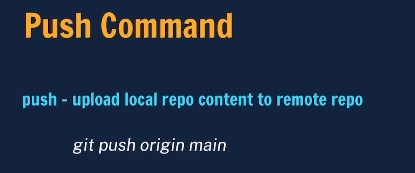 Push Command
push - upload local repo content to remote repo
git push origin main